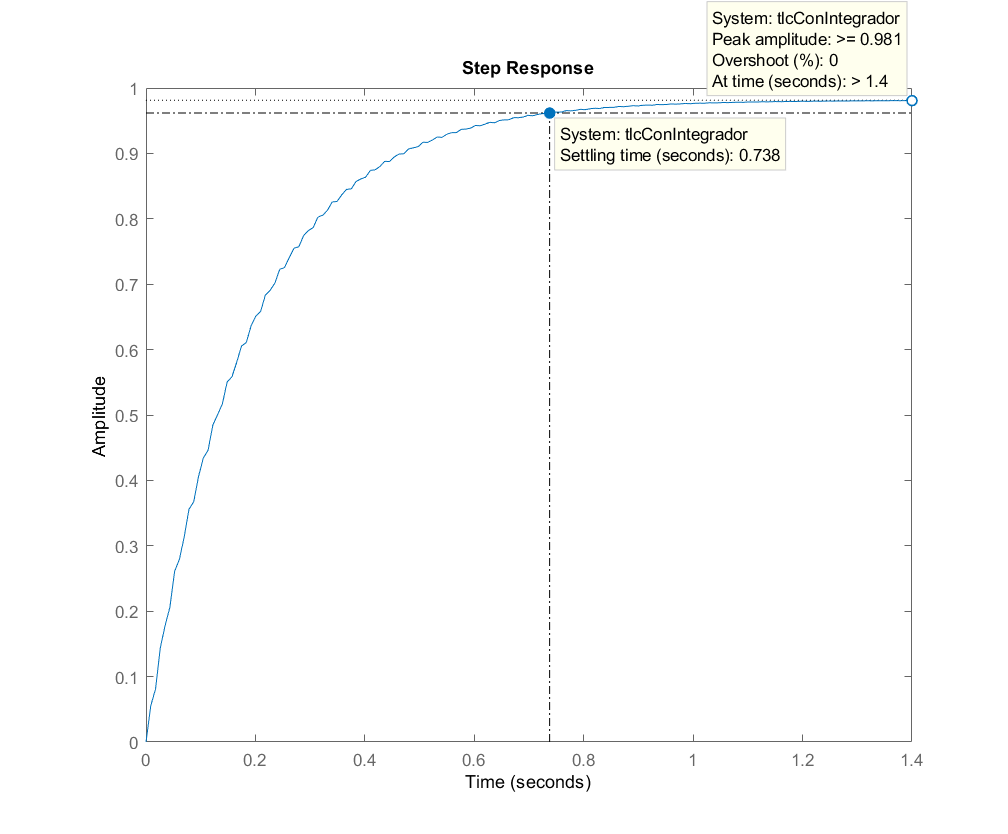 System: tlcConIntegrador
Peak amplitude: >= 0.981
Overshoot (%): 0
At time (seconds): > 1.4
Step Response
System: tlcConIntegrador
Settling time (seconds): 0.738
Amplitude
1
0.9
0.8
0.7
0.6
0.5
0.4
0.3
0.2
0.1
0
0 0.2 0.4 0.6 0.8 1 1.2 1.4
Time (seconds)